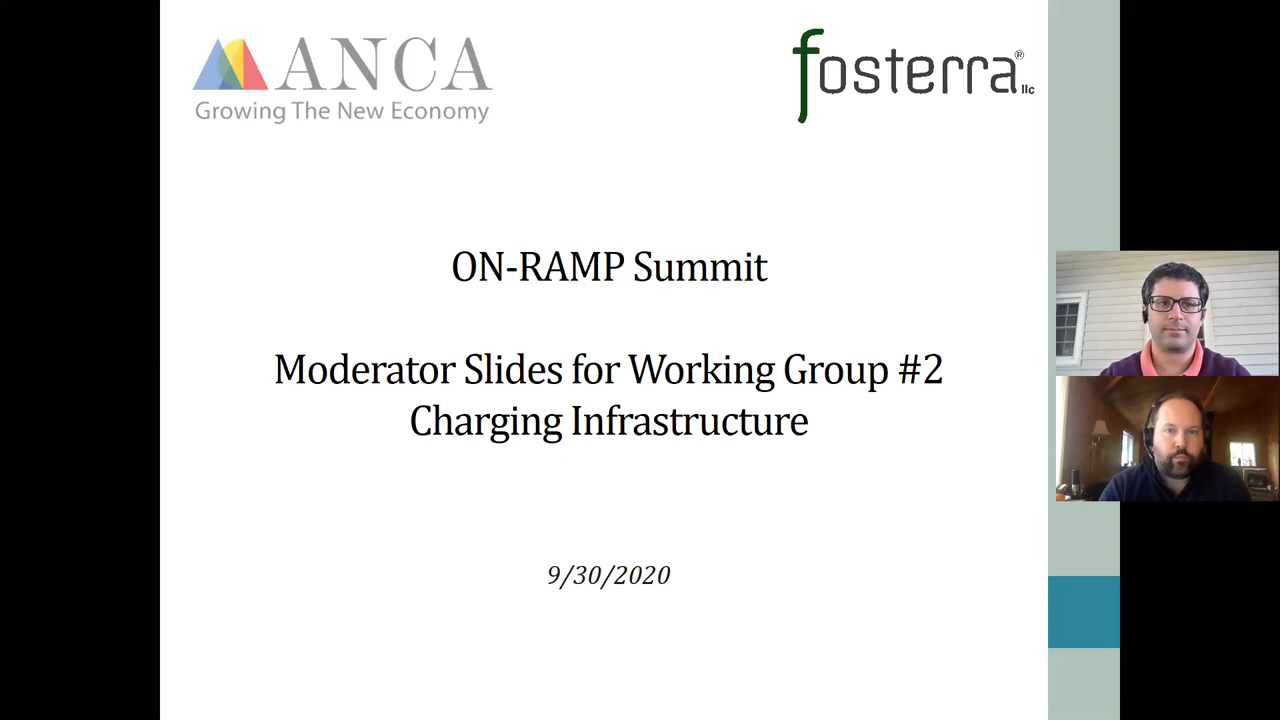 ANCA
Growing The New Economy
fosterra® llc
ON-RAMP Summit
Moderator Slides for Working Group #2
Charging Infrastructure
9/30/2020